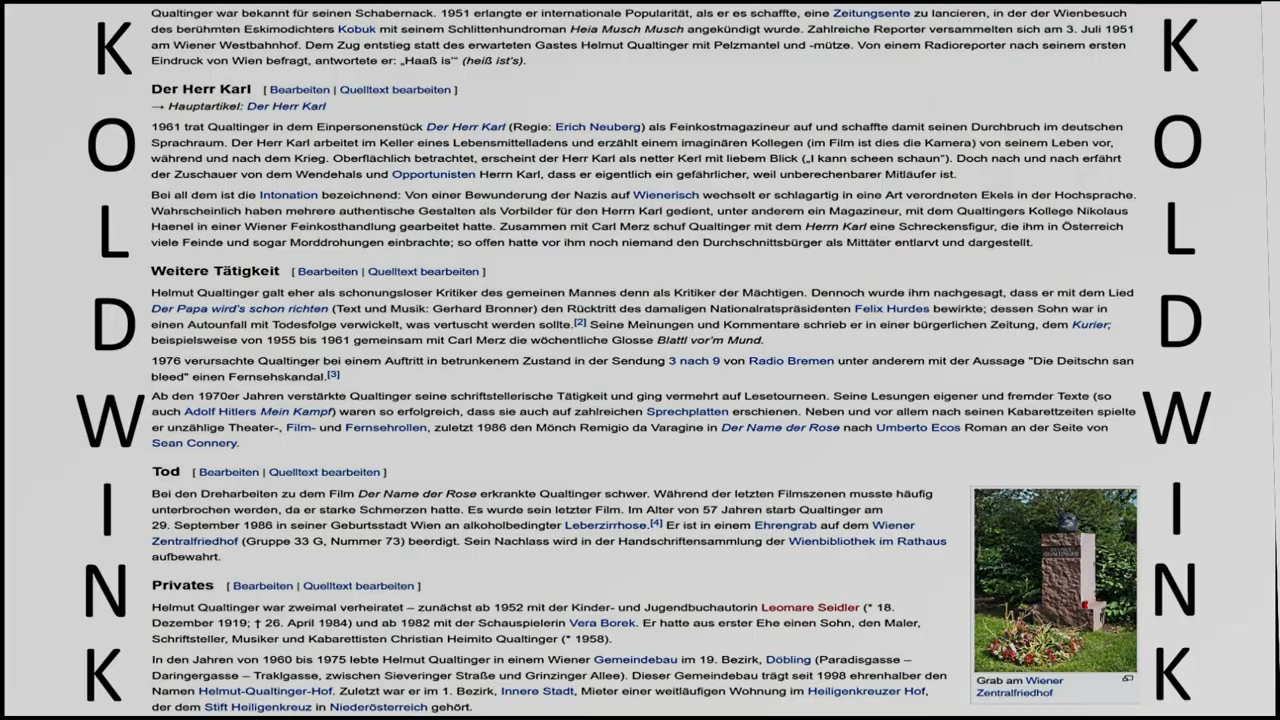 K
O
L
D
W
I
N
K
Qualtinger war bekannt für seinen Schabernack. 1951 erlangte er internationale Popularität, als er es schaffte, eine Zeitungsente zu lancieren, in der der Wienbesuch
des berühmten Eskimodichters Kobuk mit seinem Schlittenhundroman Heia Musch Musch angekündigt wurde. Zahlreiche Reporter versammelten sich am 3. Juli 1951
am Wiener Westbahnhof. Dem Zug entstieg statt des erwarteten Gastes Helmut Qualtinger mit Pelzmantel und -mütze. Von einem Radioreporter nach seinem ersten
Eindruck von Wien befragt, antwortete er: „Haaß is'“ (heiß ist's).
Der Herr Karl [ Bearbeiten | Quelltext bearbeiten ]
→ Hauptartikel: Der Herr Karl
1961 trat Qualtinger in dem Einpersonenstück Der Herr Karl (Regie: Erich Neuberg) als Feinkostmagazineur auf und schaffte damit seinen Durchbruch im deutschen
Sprachraum. Der Herr Karl arbeitet im Keller eines Lebensmittelladens und erzählt einem imaginären Kollegen (im Film ist dies die Kamera) von seinem Leben vor,
während und nach dem Krieg. Oberflächlich betrachtet, erscheint der Herr Karl als netter Kerl mit liebem Blick („I kann scheen schaun“). Doch nach und nach erfährt
der Zuschauer von dem Wendehals und Opportunisten Herrn Karl, dass er eigentlich ein gefährlicher, weil unberechenbarer Mitläufer ist.
Bei all dem ist die Intonation bezeichnend: Von einer Bewunderung der Nazis auf Wienerisch wechselt er schlagartig in eine Art verordneten Ekels in der Hochsprache.
Wahrscheinlich haben mehrere authentische Gestalten als Vorbilder für den Herrn Karl gedient, unter anderem ein Magazineur, mit dem Qualtingers Kollege Nikolaus
Haenel in einer Wiener Feinkosthandlung gearbeitet hatte. Zusammen mit Carl Merz schuf Qualtinger mit dem Herrn Karl eine Schreckensfigur, die ihm in Österreich
viele Feinde und sogar Morddrohungen einbrachte; so offen hatte vor ihm noch niemand den Durchschnittsbürger als Mittäter entlarvt und dargestellt.
Weitere Tätigkeit [ Bearbeiten | Quelltext bearbeiten ]
Helmut Qualtinger galt eher als schonungsloser Kritiker des gemeinen Mannes denn als Kritiker der Mächtigen. Dennoch wurde ihm nachgesagt, dass er mit dem Lied
Der Papa wird's schon richten (Text und Musik: Gerhard Bronner) den Rücktritt des damaligen Nationalratspräsidenten Felix Hurdes bewirkte; dessen Sohn war in
einen Autounfall mit Todesfolge verwickelt, was vertuscht werden sollte.[2] Seine Meinungen und Kommentare schrieb er in einer bürgerlichen Zeitung, dem Kurier;
beispielsweise von 1955 bis 1961 gemeinsam mit Carl Merz die wöchentliche Glosse Blattl vor'm Mund.
1976 verursachte Qualtinger bei einem Auftritt in betrunkenem Zustand in der Sendung 3 nach 9 von Radio Bremen unter anderem mit der Aussage "Die Deitschn san
bleed" einen Fernsehskandal.[3]
Ab den 1970er Jahren verstärkte Qualtinger seine schriftstellerische Tätigkeit und ging vermehrt auf Lesetourneen. Seine Lesungen eigener und fremder Texte (so
auch Adolf Hitlers Mein Kampf) waren so erfolgreich, dass sie auch auf zahlreichen Sprechplatten erschienen. Neben und vor allem nach seinen Kabarettzeiten spielte
er unzählige Theater-, Film- und Fernsehrollen, zuletzt 1986 den Mönch Remigio da Varagine in Der Name der Rose nach Umberto Ecos Roman an der Seite von
Sean Connery.
Tod [ Bearbeiten | Quelltext bearbeiten ]
Bei den Dreharbeiten zu dem Film Der Name der Rose erkrankte Qualtinger schwer. Während der letzten Filmszenen musste häufig
unterbrochen werden, da er starke Schmerzen hatte. Es wurde sein letzter Film. Im Alter von 57 Jahren starb Qualtinger am
29. September 1986 in seiner Geburtsstadt Wien an alkoholbedingter Leberzirrhose.[4] Er ist in einem Ehrengrab auf dem Wiener
Zentralfriedhof (Gruppe 33 G, Nummer 73) beerdigt. Sein Nachlass wird in der Handschriftensammlung der Wienbibliothek im Rathaus
aufbewahrt.
Privates [ Bearbeiten | Quelltext bearbeiten ]
Helmut Qualtinger war zweimal verheiratet – zunächst ab 1952 mit der Kinder- und Jugendbuchautorin Leomare Seidler (* 18.
Dezember 1919; † 26. April 1984) und ab 1982 mit der Schauspielerin Vera Borek. Er hatte aus erster Ehe einen Sohn, den Maler,
Schriftsteller, Musiker und Kabarettisten Christian Heimito Qualtinger (* 1958).
In den Jahren von 1960 bis 1975 lebte Helmut Qualtinger in einem Wiener Gemeindebau im 19. Bezirk, Döbling (Paradisgasse –
Daringergasse – Traklgasse, zwischen Sieveringer Straße und Grinzinger Allee). Dieser Gemeindebau trägt seit 1998 ehrenhalber den
Namen Helmut-Qualtinger-Hof. Zuletzt war er im 1. Bezirk, Innere Stadt, Mieter einer weitläufigen Wohnung im Heiligenkreuzer Hof,
der dem Stift Heiligenkreuz in Niederösterreich gehört.
HELMUT
QUALTINGER
Grab am Wiener
Zentralfriedhof
K
O
L
D
W
I
N
K